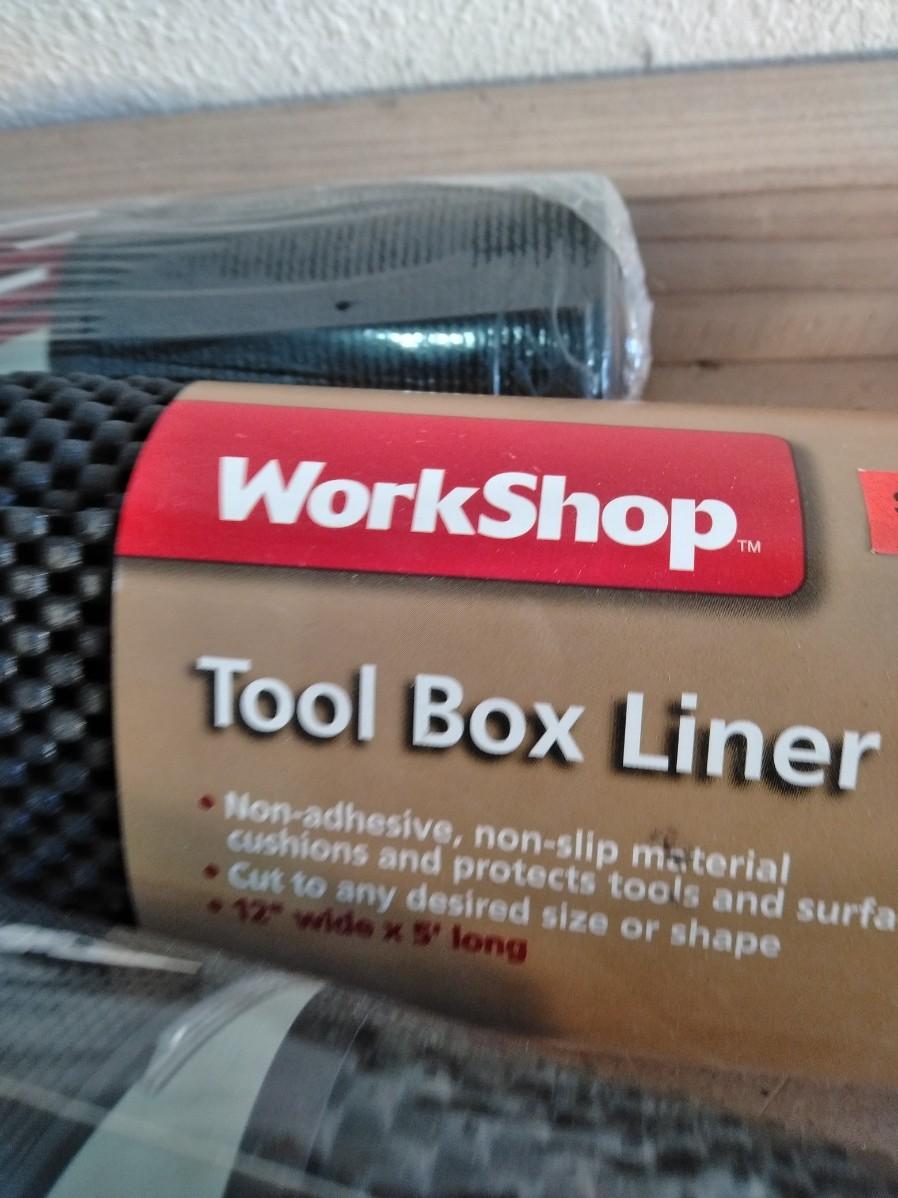 WorkShop™
Tool Box Liner
• Non-adhesive, non-slip material
cushions and protects tools and
• Cut to any desired size or shape
• 12" wide x 5' long